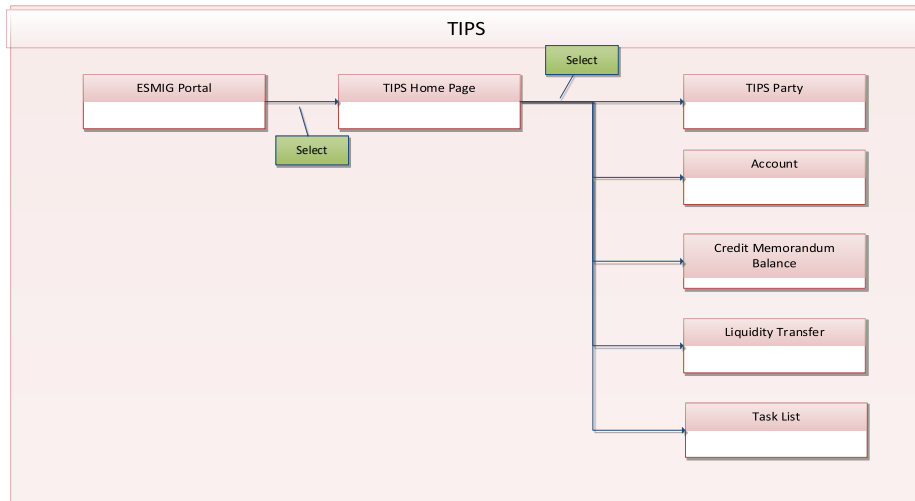 TIPS
Select
ESMIG Portal
TIPS Home Page
TIPS Party
Select
Account
Credit Memorandum
Balance
Liquidity Transfer
Task List